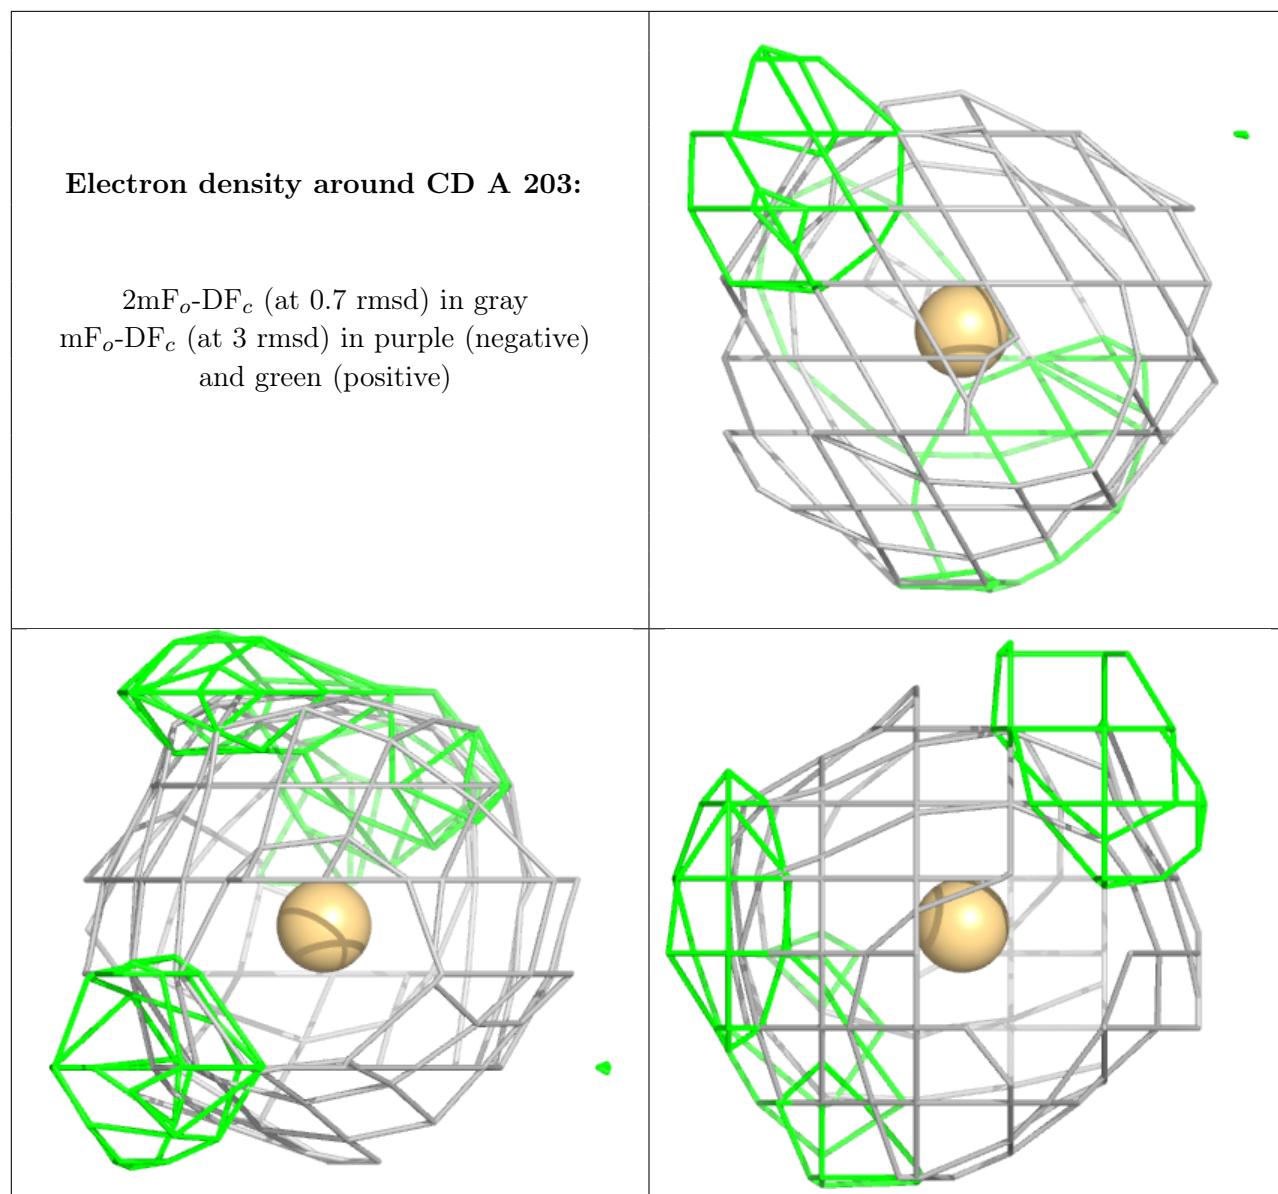 Electron density around CD A 203:
2mFo-DFc (at 0.7 rmsd) in gray
mFo-DFc (at 3 rmsd) in purple (negative)
and green (positive)